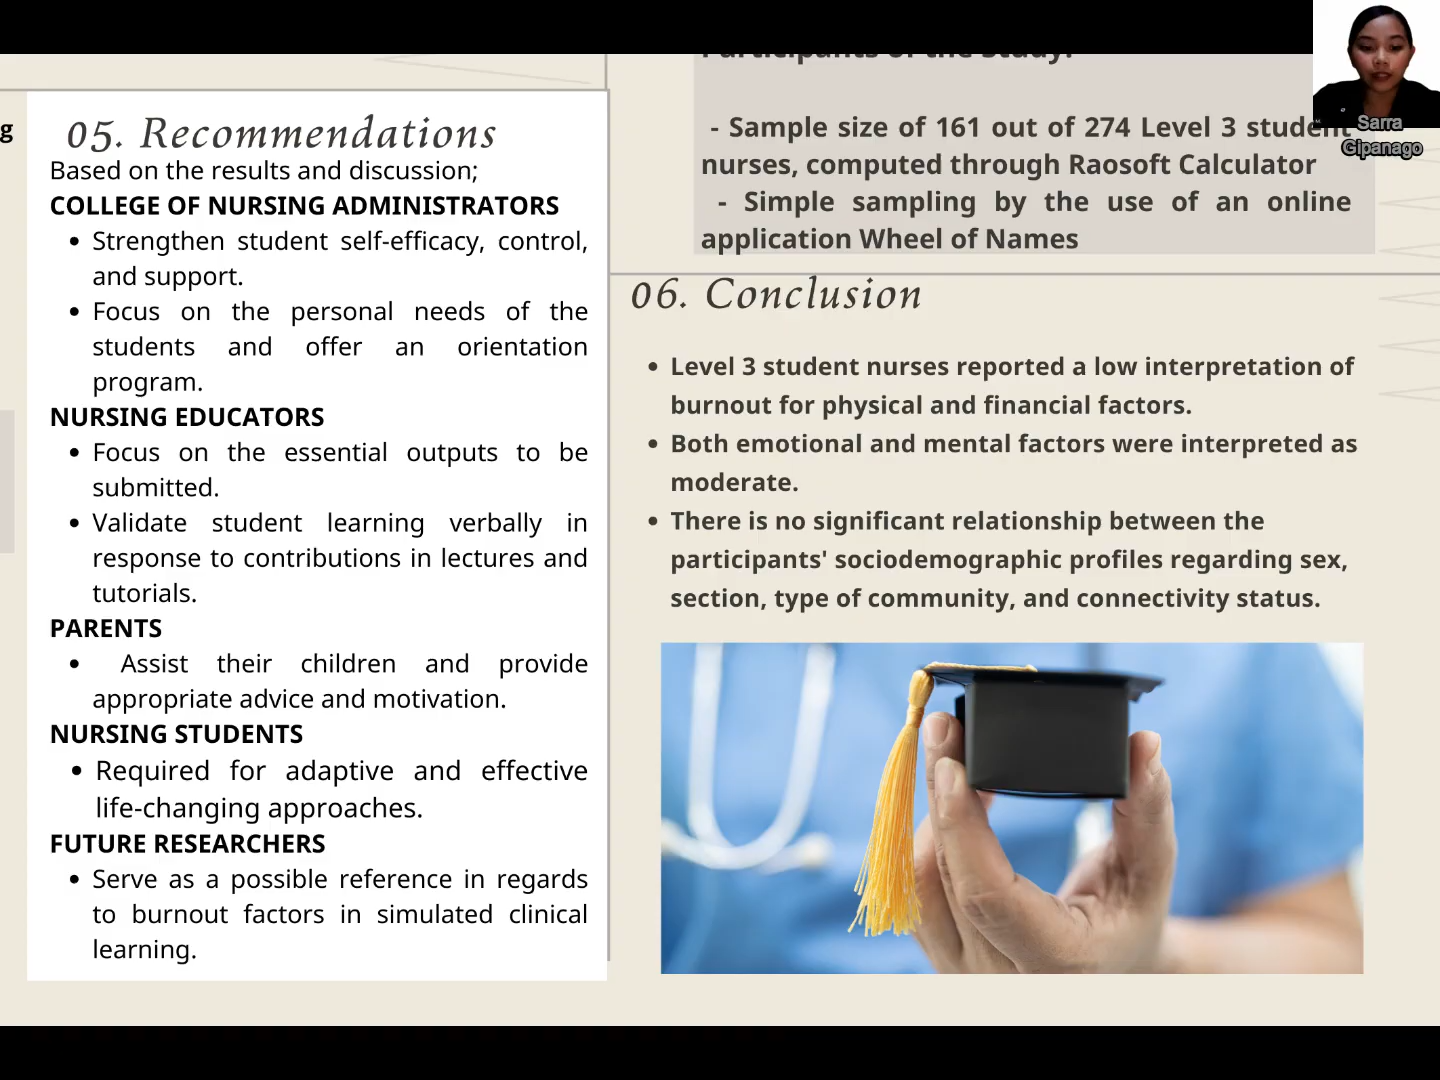 g
05. Recommendations
Based on the results and discussion;
COLLEGE OF NURSING ADMINISTRATORS
• Strengthen student self-efficacy, control,
and support.
• Focus on the personal needs of the
students and offer an orientation
program.
NURSING EDUCATORS
• Focus on the essential outputs to be
submitted.
• Validate student learning verbally in
response to contributions in lectures and
tutorials.
PARENTS
• Assist their children and provide
appropriate advice and motivation.
NURSING STUDENTS
• Required for adaptive and effective
life-changing approaches.
FUTURE RESEARCHERS
• Serve as a possible reference in regards
to burnout factors in simulated clinical
learning.
Participants of the Study:
- Sample size of 161 out of 274 Level 3 student
nurses, computed through Raosoft Calculator
- Simple sampling by the use of an online
application Wheel of Names
06. Conclusion
• Level 3 student nurses reported a low interpretation of
burnout for physical and financial factors.
• Both emotional and mental factors were interpreted as
moderate.
• There is no significant relationship between the
participants' sociodemographic profiles regarding sex,
section, type of community, and connectivity status.
Sarra
Gipanago